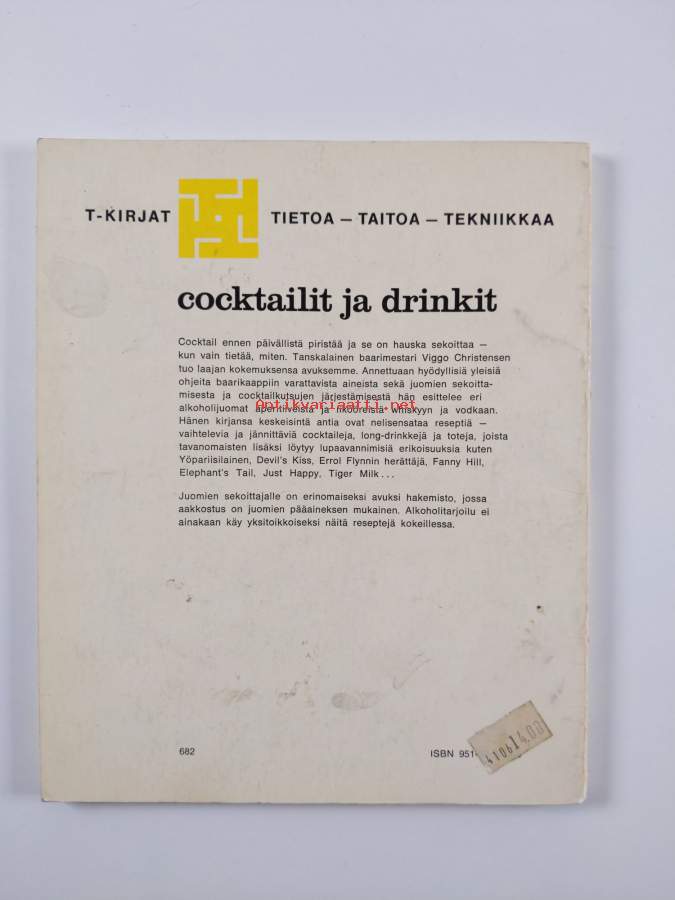 T-KIRJAT TIETOA – TAITOA – TEKNIIKKAA
cocktailit ja drinkit
Cocktail ennen päivällistä piristää ja se on hauska sekoittaa –
kun vain tietää, miten. Tanskalainen baarimestari Viggo Christensen
tuo laajan kokemuksensa avuksemme. Annettuaan hyödyllisiä yleisiä
ohjeita baarikaappiin varattavista aineista sekä juomien sekoitta-
misesta ja cocktailkutsujen järjestämisestä hän esittelee eri
Antikvariaatti.net
alkoholijuomat aperitiiveistä ja liköörei­stä whiskyyn ja vodkaan.
Hänen kirjansa keskeisintä antia ovat nelisensataa reseptiä –
vaihtelevia ja jännittäviä cocktaileja, long-drinkkejä ja toteja, joista
tavanomaisten lisäksi löytyy lupaavannimisiä erikoisuuksia kuten
Yöpariisilainen, Devil's Kiss, Errol Flynnin herättäjä, Fanny Hill,
Elephant's Tail, Just Happy, Tiger Milk...
Juomien sekoittajalle on erinomaiseksi avuksi hakemisto, jossa
aakkostus on juomien pääaineksen mukainen. Alkoholitarjoilu ei
ainakaan käy yksitoikkoiseksi näitä reseptejä kokeillessa.
682 ISBN 951